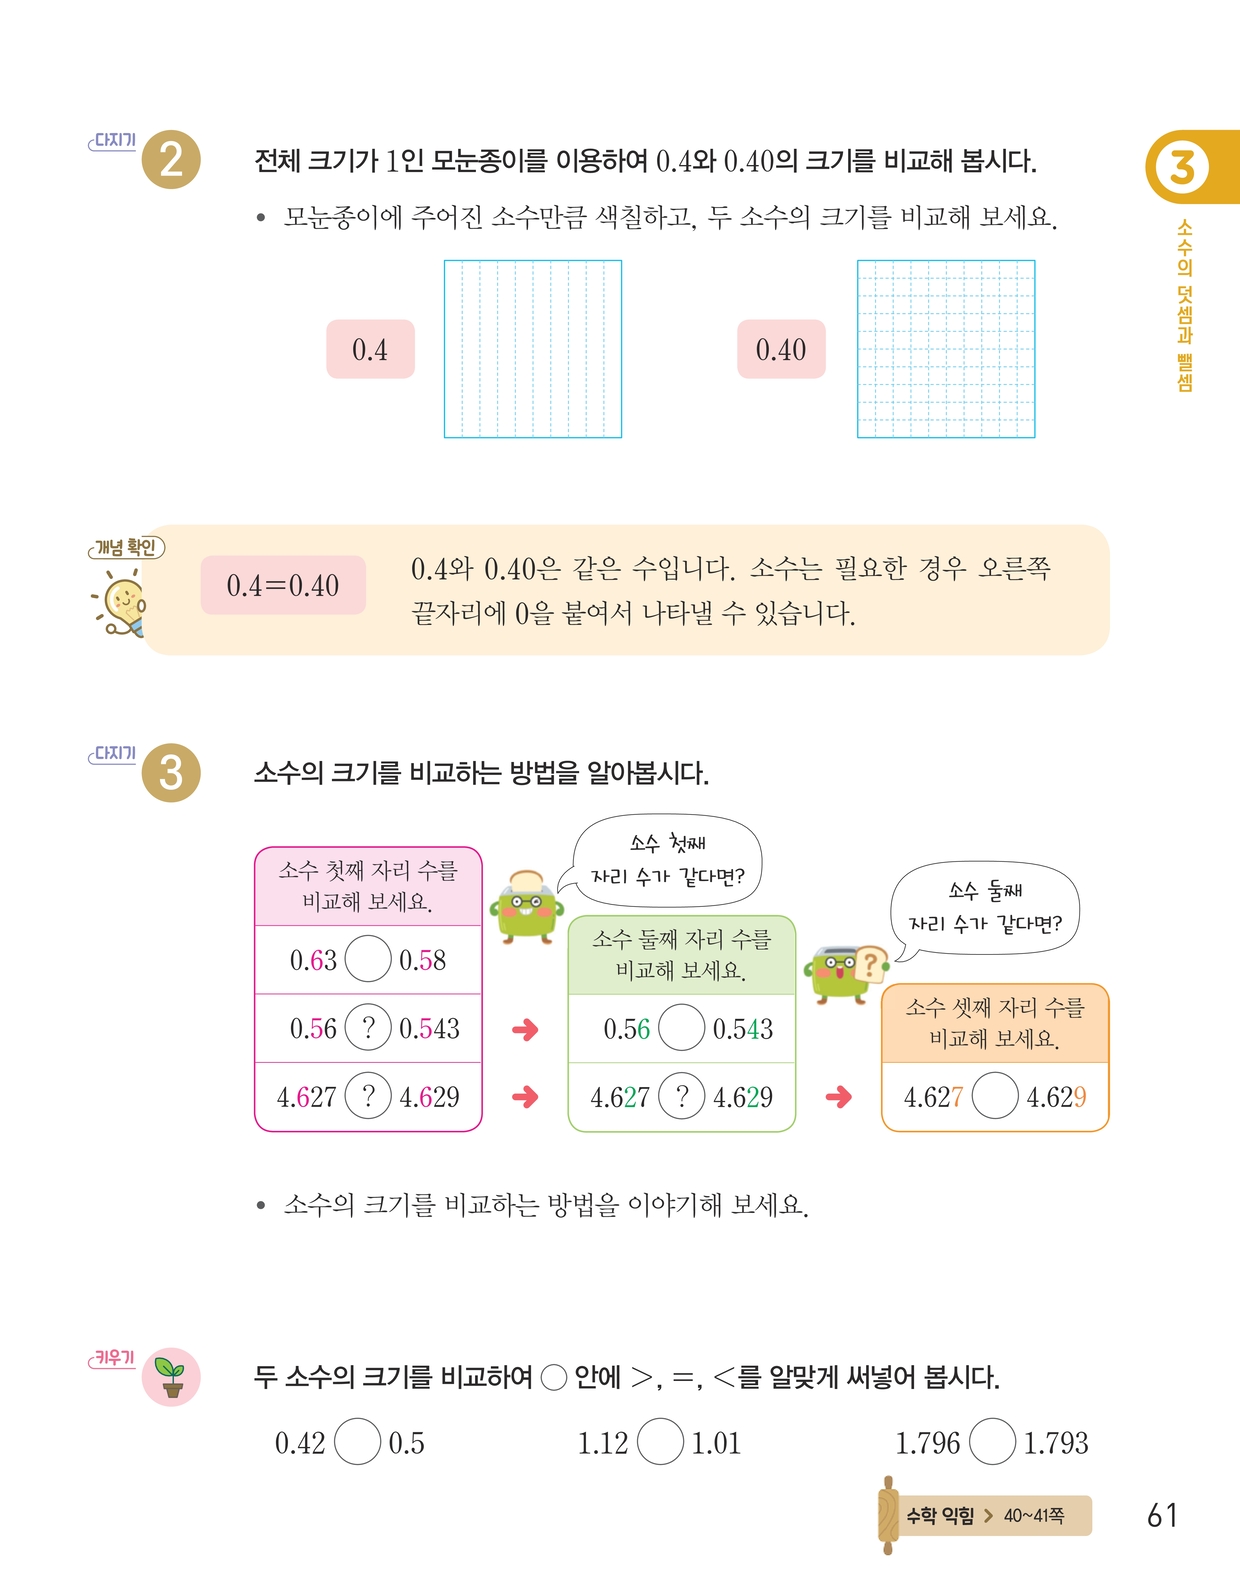 다지기
2
전체 크기가 1인 모눈종이를 이용하여 0.4와 0.40의 크기를 비교해 봅시다.
• 모눈종이에 주어진 소수만큼 색칠하고, 두 소수의 크기를 비교해 보세요.
0.4
0.40
3
소수의 덧셈과 뺄셈
개념 확인
0.4=0.40
0.4와 0.40은 같은 수입니다. 소수는 필요한 경우 오른쪽
끝자리에 0을 붙여서 나타낼 수 있습니다.
다지기
3
소수의 크기를 비교하는 방법을 알아봅시다.
소수 첫째 자리 수를
비교해 보세요.
0.63 ◯ 0.58
0.56 ? 0.543
4.627 ? 4.629
소수 첫째
자리 수가 같다면?
소수 둘째 자리 수를
비교해 보세요.
0.56 ◯ 0.543
4.627 ? 4.629
소수 둘째
자리 수가 같다면?
?
소수 셋째 자리 수를
비교해 보세요.
4.627 ◯ 4.629
• 소수의 크기를 비교하는 방법을 이야기해 보세요.
키우기
두 소수의 크기를 비교하여 ◯ 안에 >, =, <를 알맞게 써넣어 봅시다.
0.42 ◯ 0.5
1.12 ◯ 1.01
1.796 ◯ 1.793
수학 익힘 > 40~41쪽
61